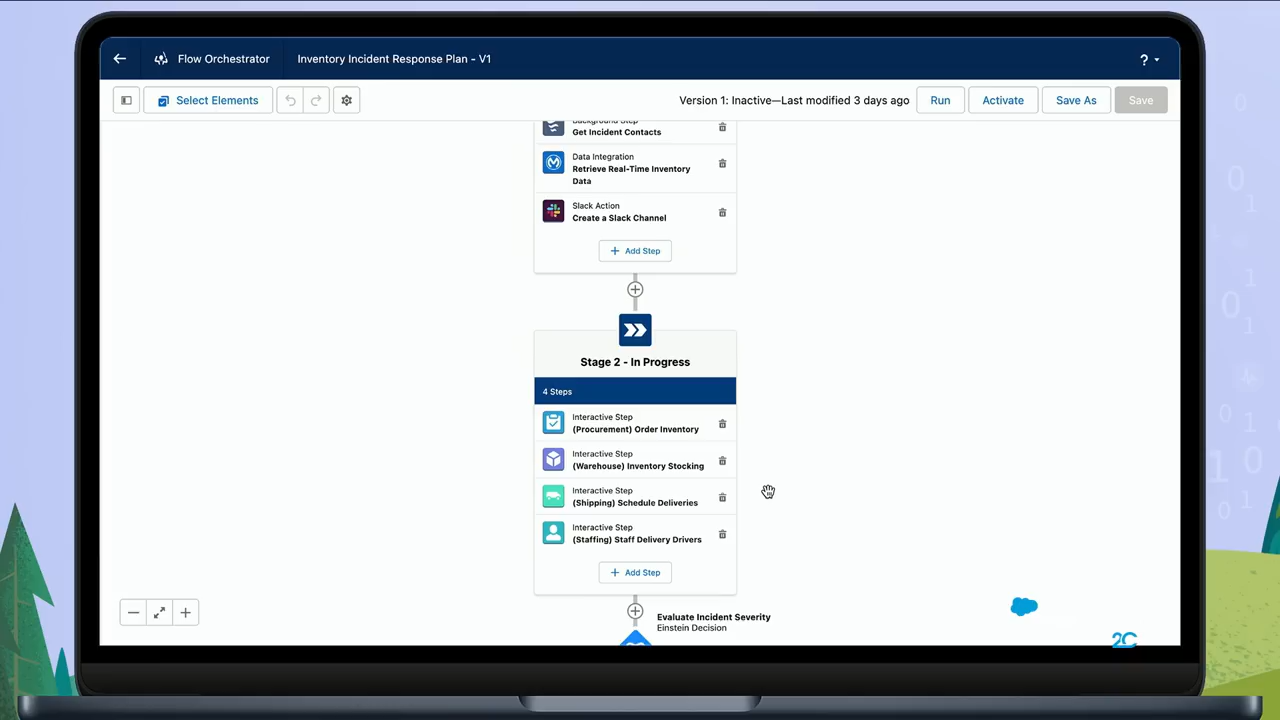 Flow Orchestrator
Inventory Incident Response Plan - V1
?
Select Elements
Version 1: Inactive—Last modified 3 days ago
Run
Activate
Save As
Save
Background Step
Get Incident Contacts
Data Integration
Retrieve Real-Time Inventory
Data
Slack Action
Create a Slack Channel
+ Add Step
Stage 2 - In Progress
4 Steps
Interactive Step
(Procurement) Order Inventory
Interactive Step
(Warehouse) Inventory Stocking
Interactive Step
(Shipping) Schedule Deliveries
Interactive Step
(Staffing) Staff Delivery Drivers
+ Add Step
Evaluate Incident Severity
Einstein Decision
2C